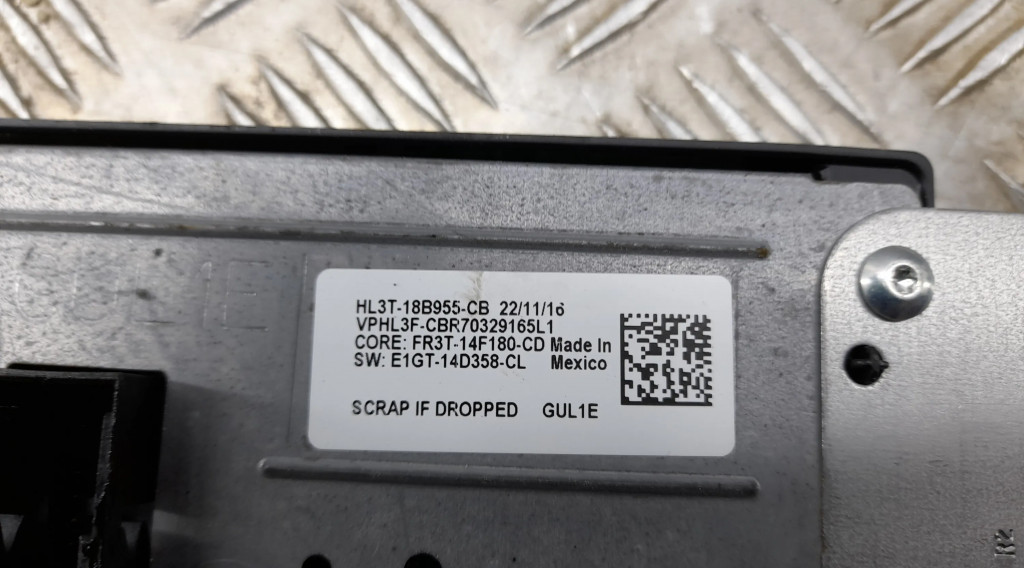 HL3T-18B955-CB 22/11/16
VPHL3F-CBR70329165L1
CORE: FR3T-14F180-CD Made In
SW: E1GT-14D358-CL Mexico
SCRAP IF DROPPED GUL1E